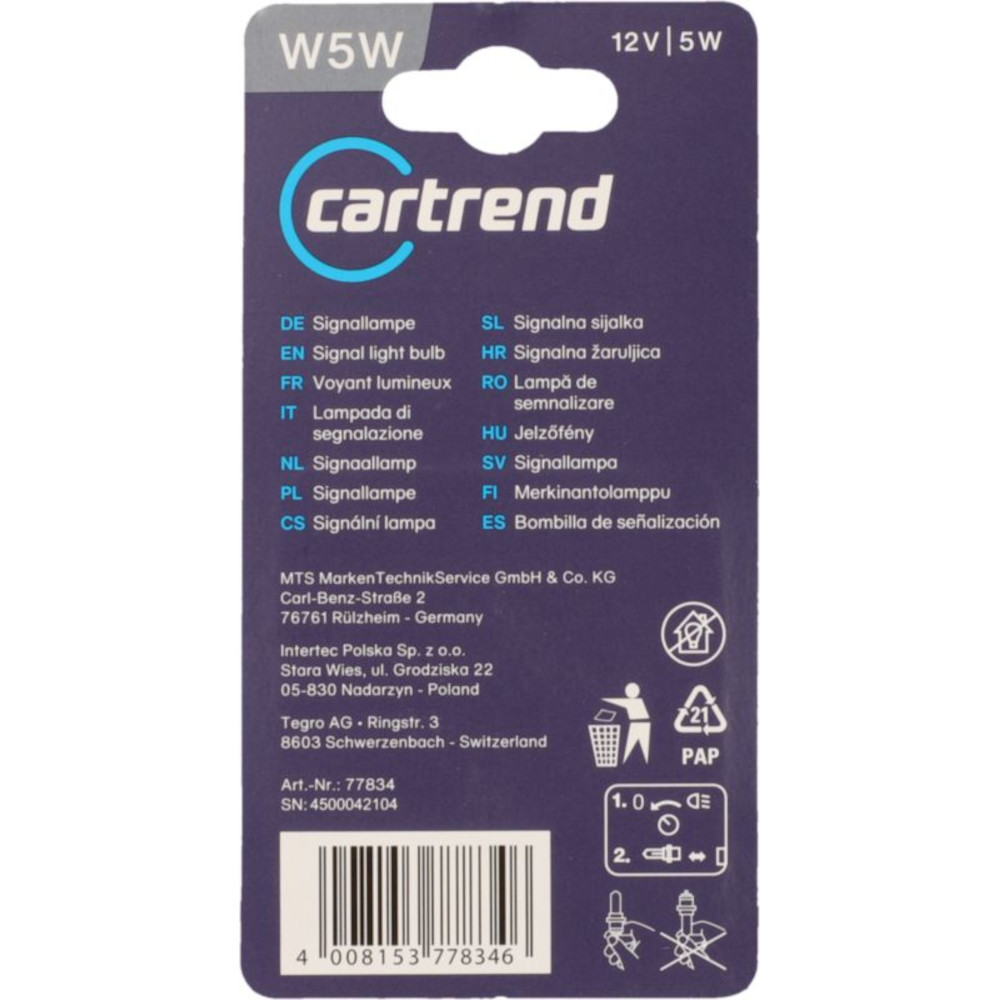 W5W
12V|5W
cartrend
DE Signallampe
EN Signal light bulb
FR Voyant lumineux
IT Lampada di
segnalazione
NL Signaallamp
PL Signallampe
CS Signální lampa
SL Signalna sijalka
HR Signalna žaruljica
RO Lampă de
semnalizare
HU Jelzőfény
SV Signallampa
FI Merkinantolamppu
ES Bombilla de señalización
MTS MarkenTechnikService GmbH & Co. KG
Carl-Benz-Straße 2
76761 Rülzheim - Germany
Intertec Polska Sp. z o.o.
Stara Wies, ul. Grodziska 22
05-830 Nadarzyn - Poland
Tegro AG • Ringstr. 3
8603 Schwerzenbach - Switzerland
Art.-Nr.: 77834
SN: 4500042104
21
PAP
1. 0
2.
4 008153 778346